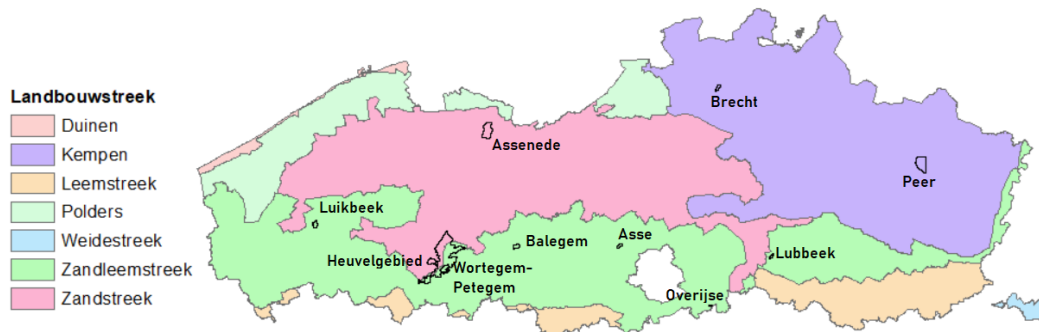 Landbouwstreek
Duinen
Kempen
Leemstreek
Polders
Weidestreek
Zandleemstreek
Zandstreek
Brecht
Assenede
Peer
Luikbeek
Balegem
Asse
Lubbeek
Heuvelgebied
Wortegem-
Petegem
Overijse